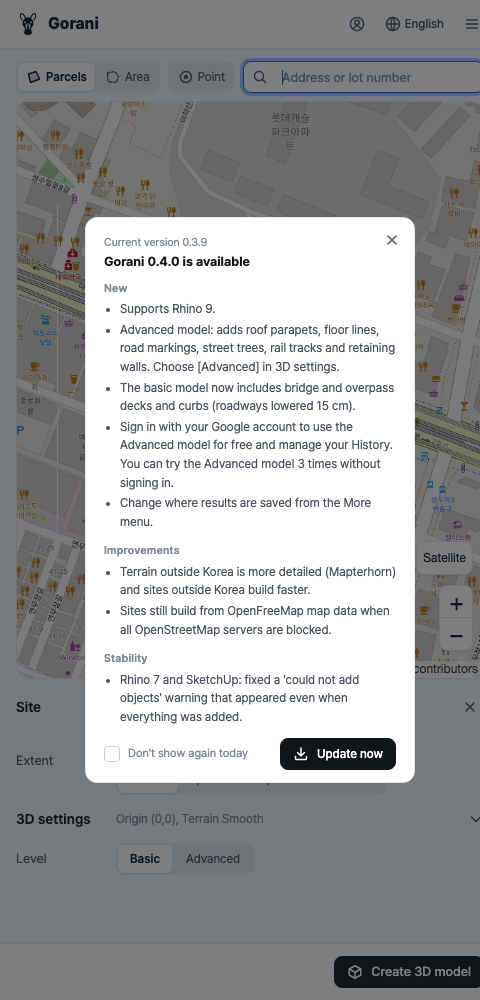 Gorani
English
Parcels
Area
Point
Address or lot number
롯데캐슬
파크아파
트
Current version 0.3.9
Gorani 0.4.0 is available
New
Supports Rhino 9.
Advanced model: adds roof parapets, floor lines,
road markings, street trees, rail tracks and retaining
walls. Choose [Advanced] in 3D settings.
The basic model now includes bridge and overpass
decks and curbs (roadways lowered 15 cm).
Sign in with your Google account to use the
Advanced model for free and manage your History.
You can try the Advanced model 3 times without
signing in.
Change where results are saved from the More
menu.
Improvements
Terrain outside Korea is more detailed (Mapterhorn)
and sites outside Korea build faster.
Sites still build from OpenFreeMap map data when
all OpenStreetMap servers are blocked.
Stability
Rhino 7 and SketchUp: fixed a 'could not add
objects' warning that appeared even when
everything was added.
Don't show again today
Update now
Satellite
+
−
contributors
Site
Extent
3D settings
Origin (0,0), Terrain Smooth
Level
Basic
Advanced
Create 3D model